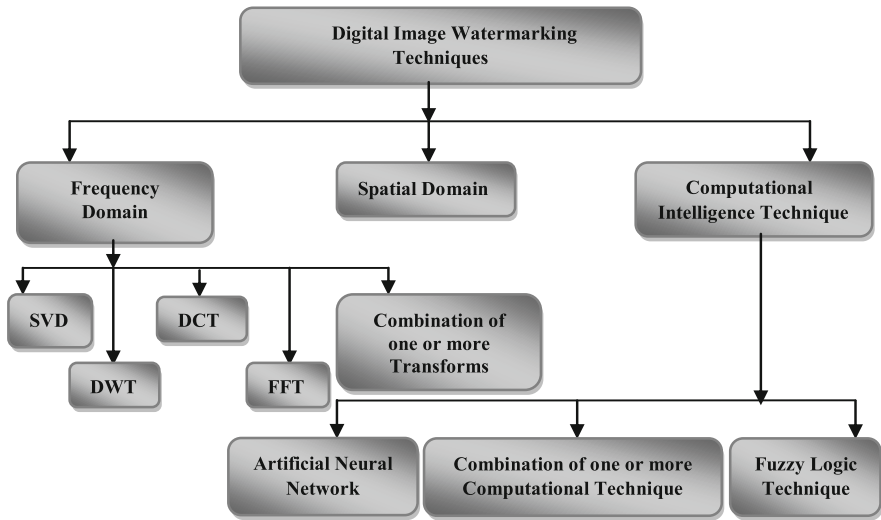 Digital Image Watermarking
Techniques
Frequency
Domain
Spatial Domain
Computational
Intelligence Technique
SVD
DWT
DCT
FFT
Combination of
one or more
Transforms
Artificial Neural
Network
Combination of one or more
Computational Technique
Fuzzy Logic
Technique